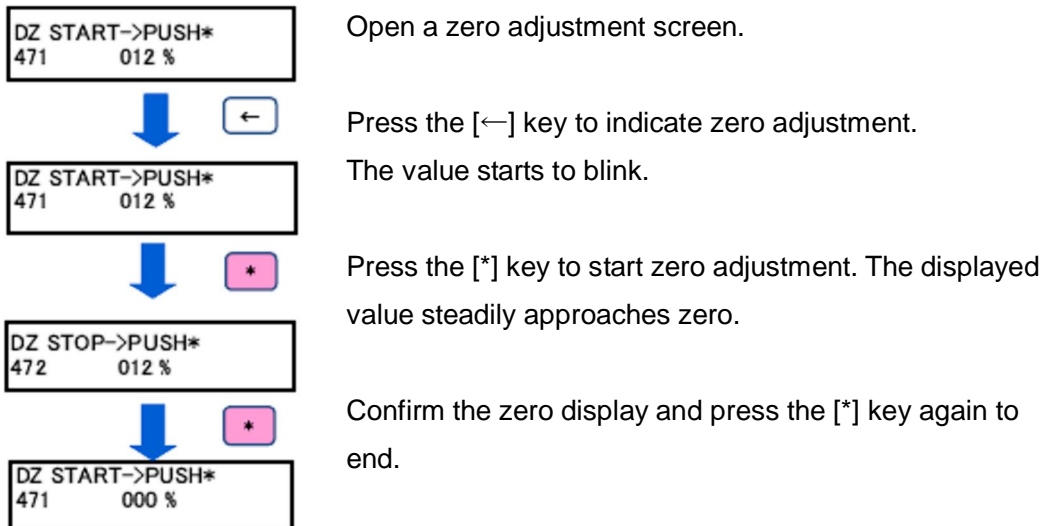 DZ START->PUSH*
471 012 %
Open a zero adjustment screen.
←
Press the [←] key to indicate zero adjustment.
The value starts to blink.
DZ START->PUSH*
471 012 %
*
Press the [*] key to start zero adjustment. The displayed
value steadily approaches zero.
DZ STOP->PUSH*
472 012 %
*
Confirm the zero display and press the [*] key again to
end.
DZ START->PUSH*
471 000 %